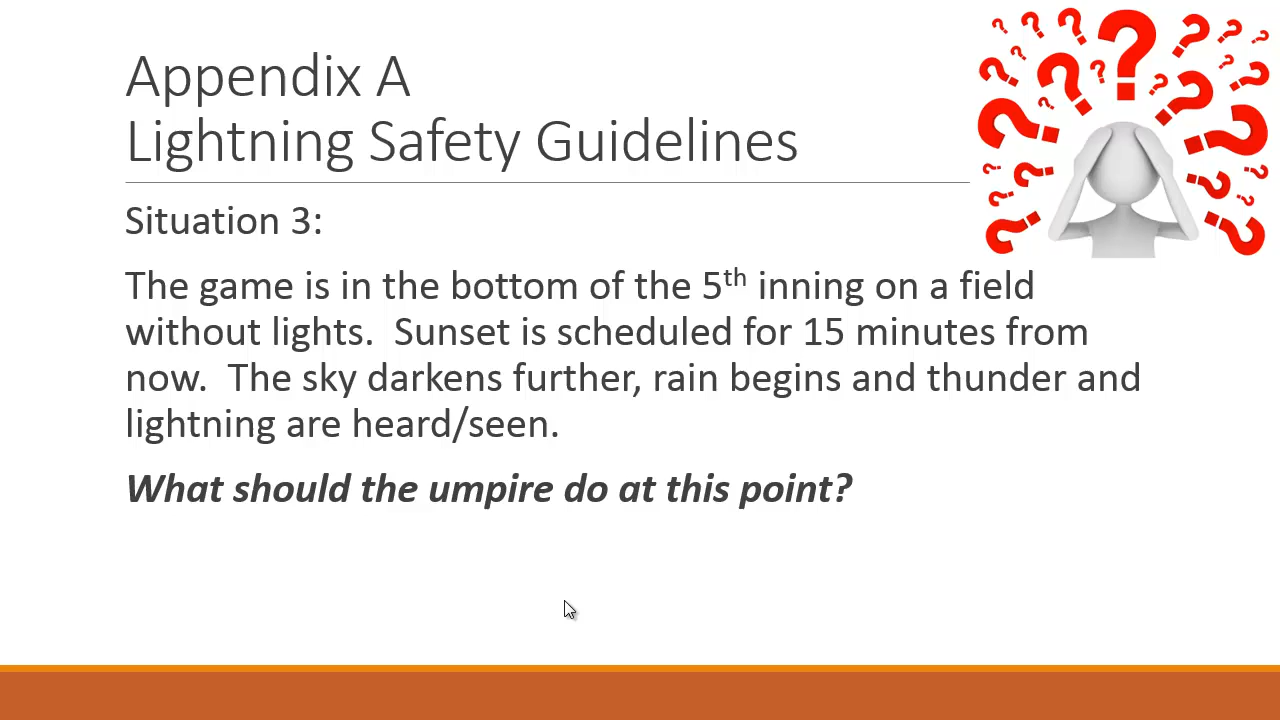 Appendix A
Lightning Safety Guidelines
Situation 3:
The game is in the bottom of the 5th inning on a field
without lights.  Sunset is scheduled for 15 minutes from
now.  The sky darkens further, rain begins and thunder and
lightning are heard/seen.
What should the umpire do at this point?